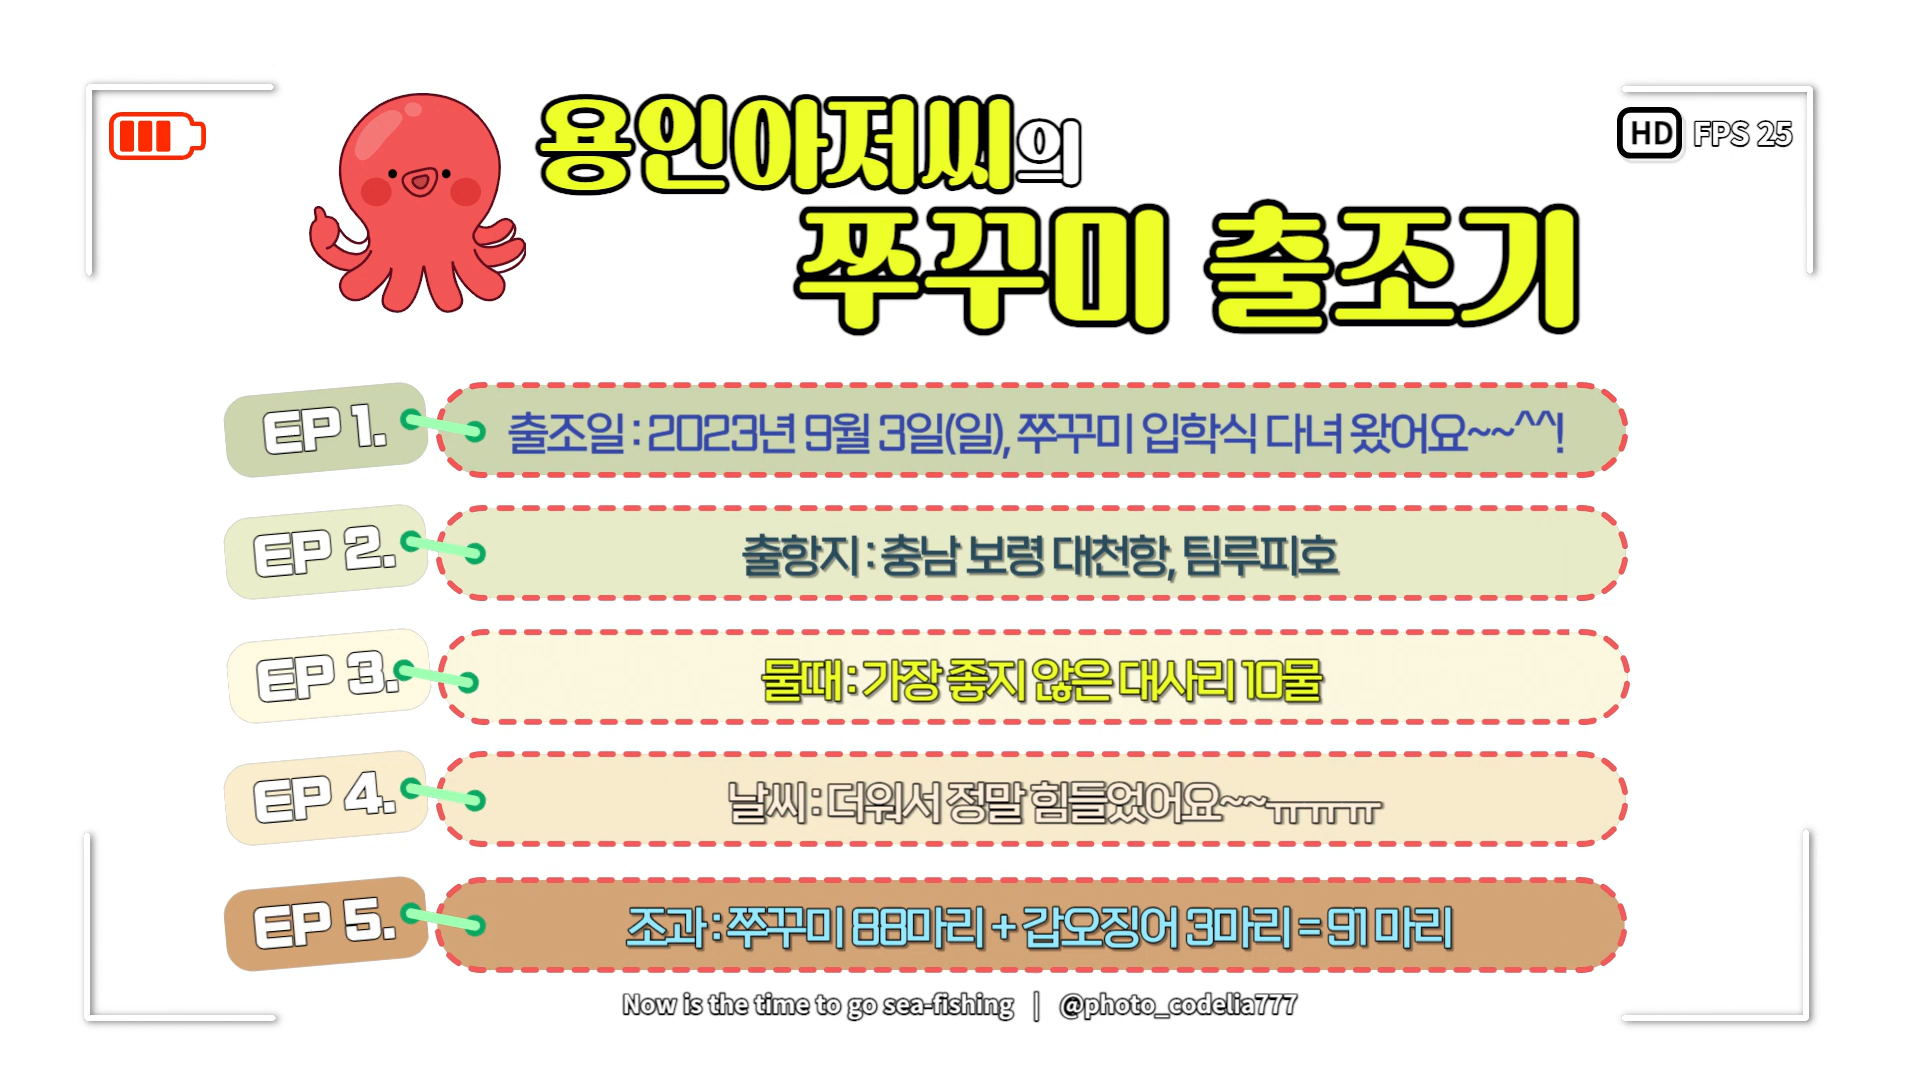 용인아저씨의
HD FPS 25
쭈꾸미 출조기
EP 1. 출조일 : 2023년 9월 3일(일), 쭈꾸미 입학식 다녀 왔어요~~^^!
EP 2. 출항지 : 충남 보령 대천항, 팀루피호
EP 3. 물때 : 가장 좋지 않은 대사리 10물
EP 4. 날씨 : 더워서 정말 힘들었어요~~ㅠㅠㅠ
EP 5. 조과 : 쭈꾸미 88마리 + 갑오징어 3마리 = 91 마리
Now is the time to go sea-fishing | @photo_codelia777